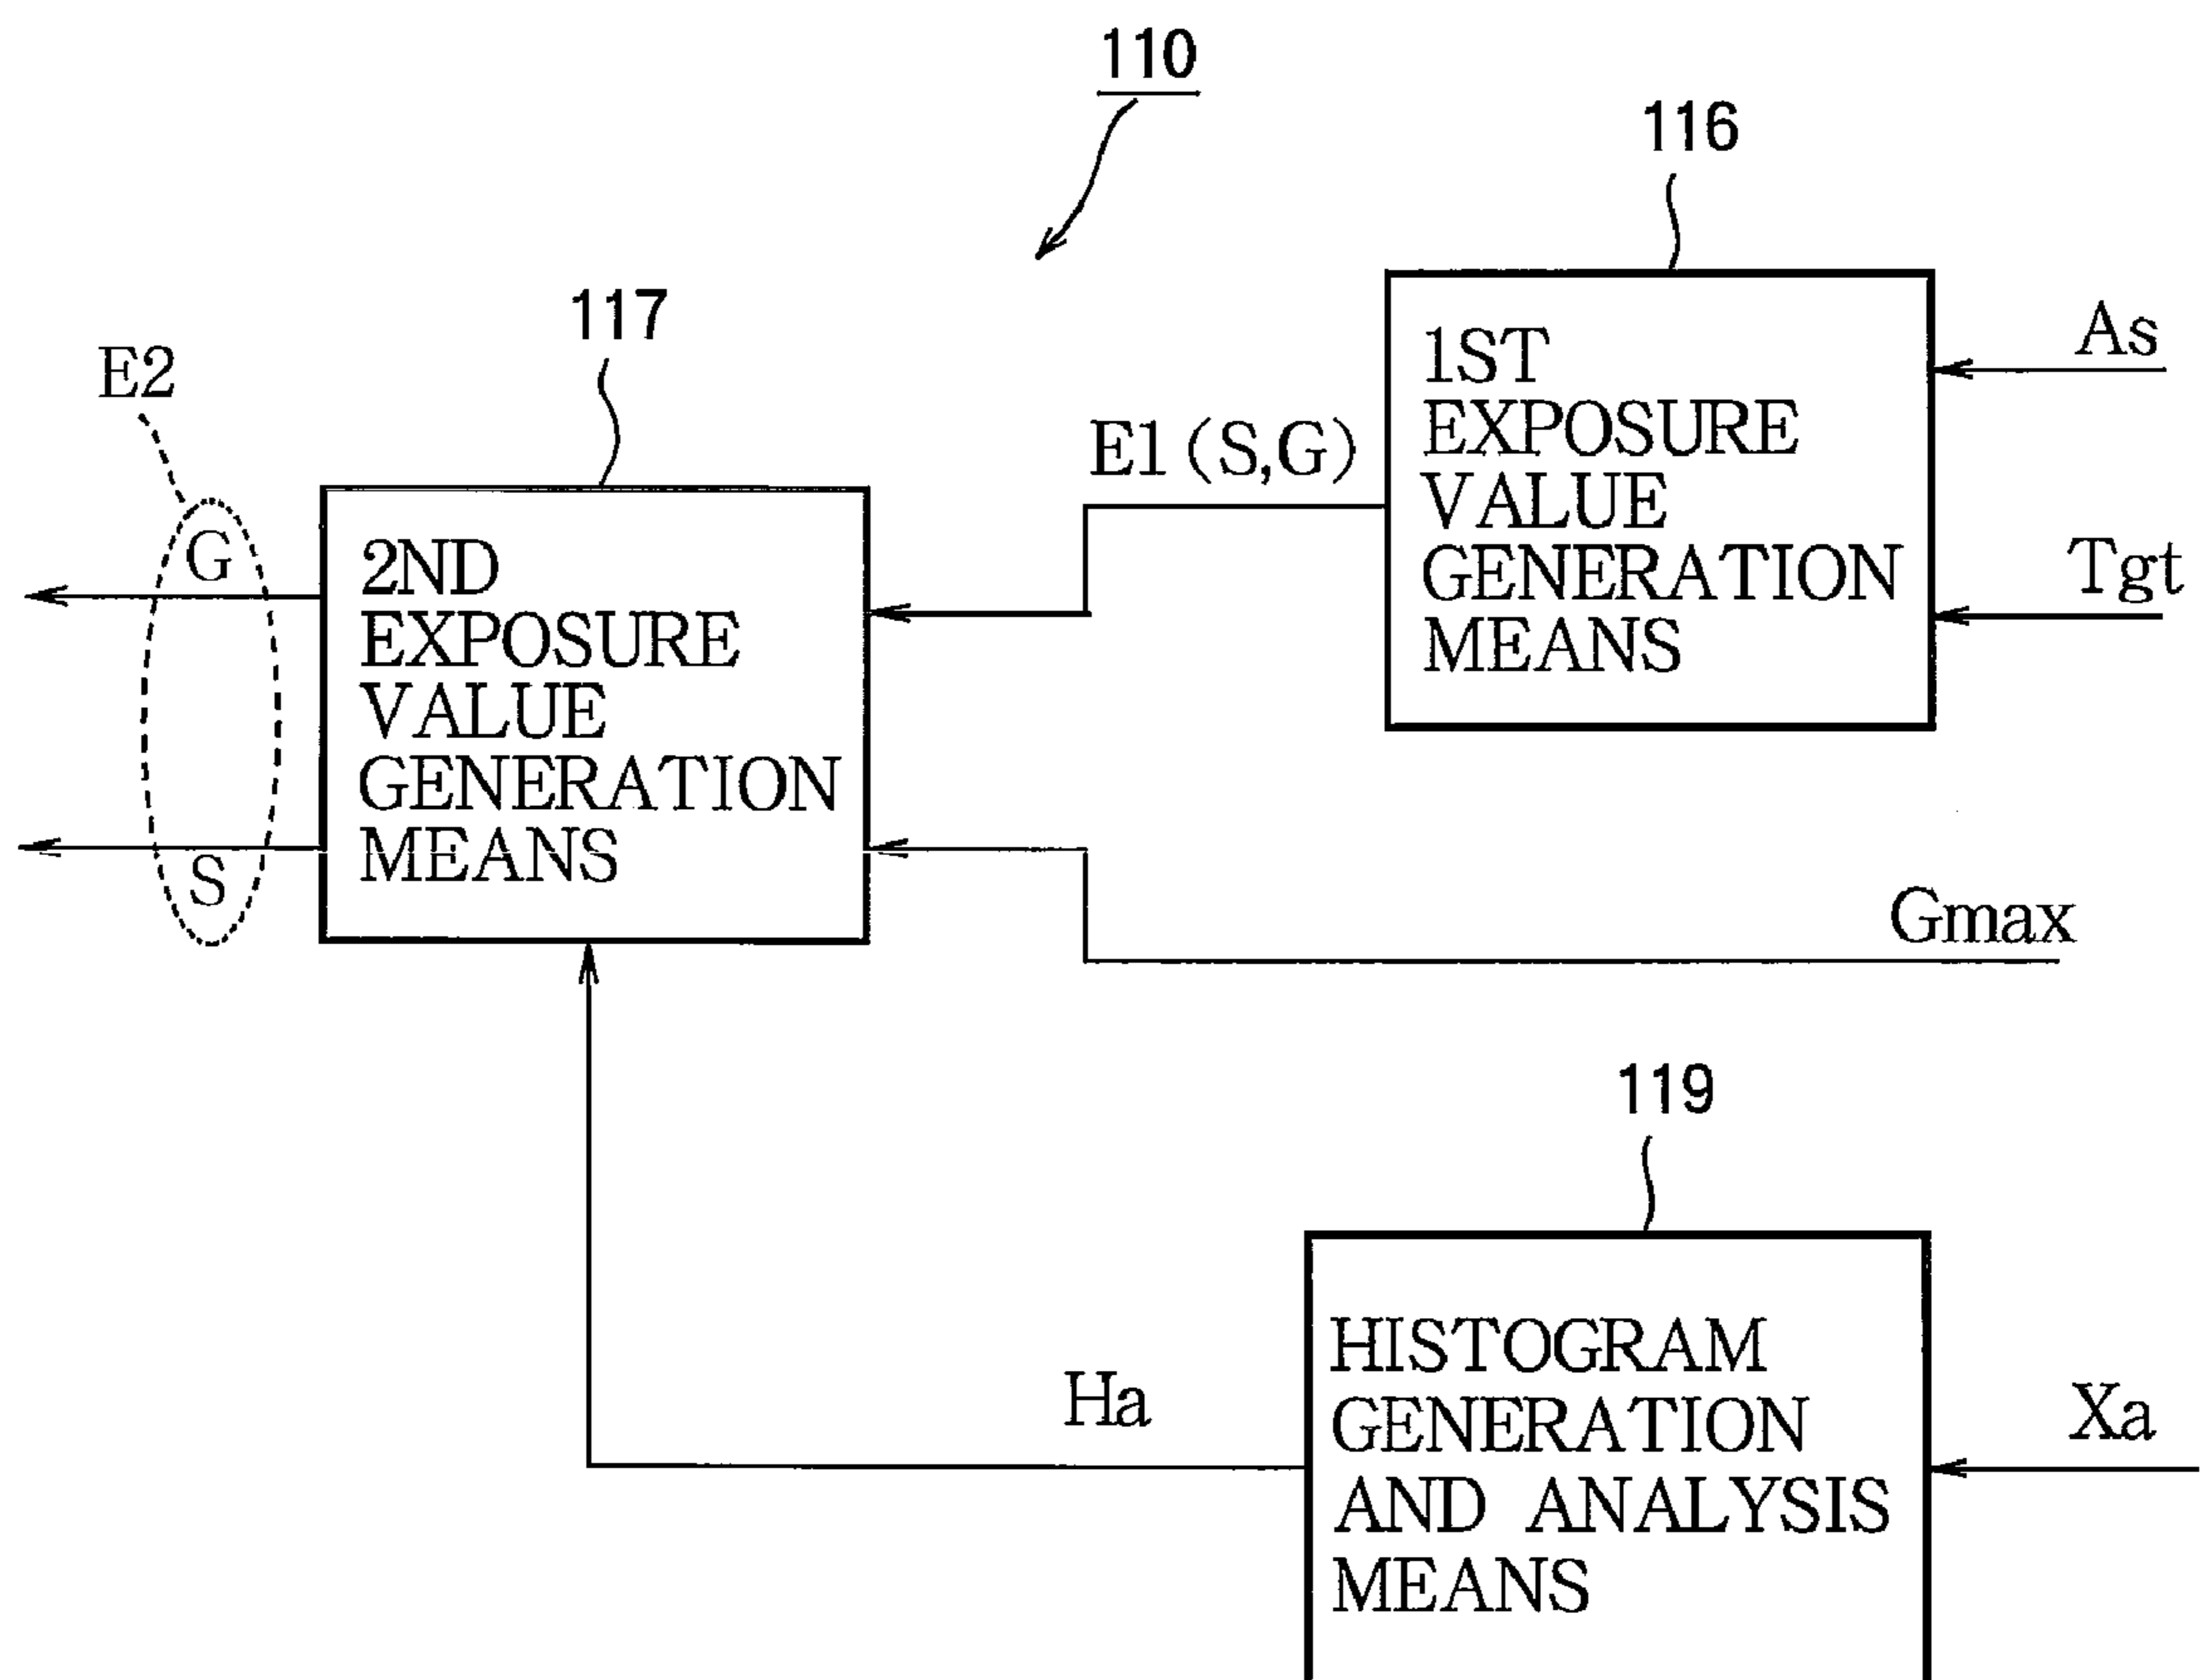 110
116
1ST
EXPOSURE
VALUE
GENERATION
MEANS
As
Tgt
117
E2
G
S
2ND
EXPOSURE
VALUE
GENERATION
MEANS
E1 (S,G)
Gmax
119
HISTOGRAM
GENERATION
AND ANALYSIS
MEANS
Ha
Xa